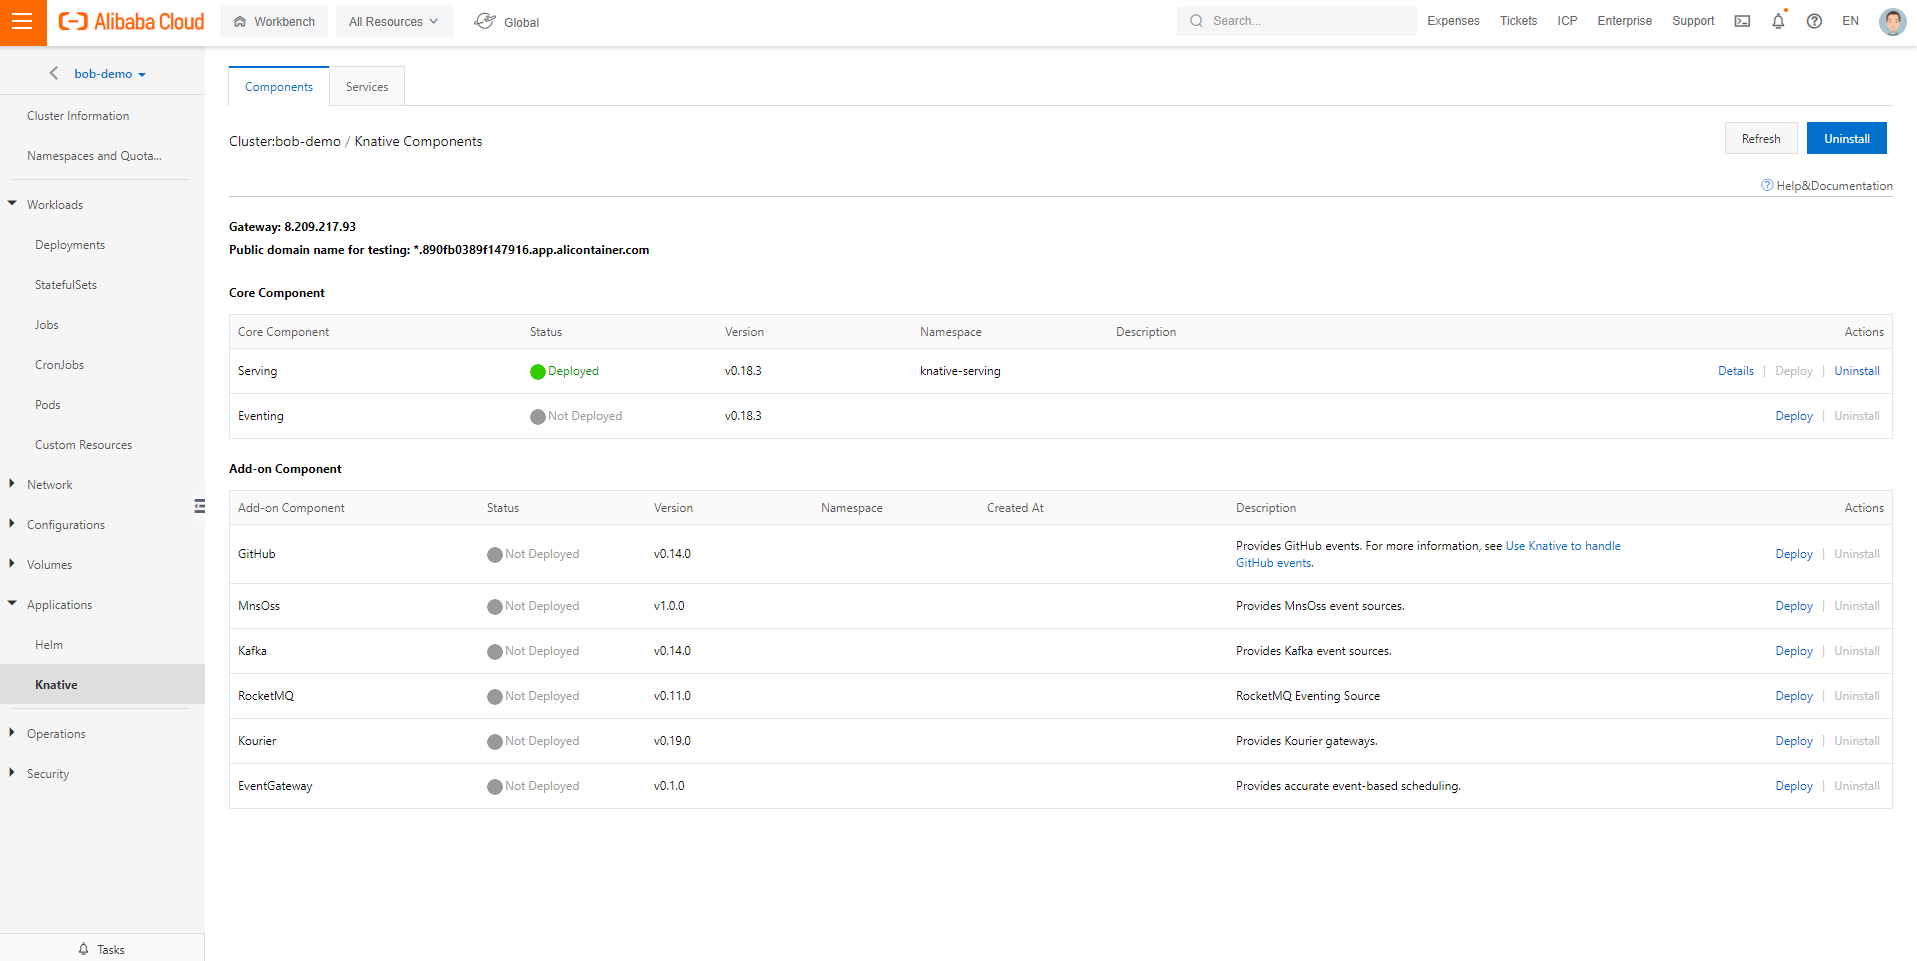 Alibaba Cloud Workbench All Resources Global Search... Expenses Tickets ICP Enterprise Support EN
bob-demo
Cluster Information
Namespaces and Quota...
Workloads
Deployments
StatefulSets
Jobs
CronJobs
Pods
Custom Resources
Network
Configurations
Volumes
Applications
Helm
Knative
Operations
Security
Tasks
Components Services
Cluster:bob-demo / Knative Components Refresh Uninstall
Help&Documentation
Gateway: 8.209.217.93
Public domain name for testing: *.890fb0389f147916.app.alicontainer.com
Core Component
Core Component Status Version Namespace Description Actions
Serving Deployed v0.18.3 knative-serving Details Deploy Uninstall
Eventing Not Deployed v0.18.3 Deploy Uninstall
Add-on Component
Add-on Component Status Version Namespace Created At Description Actions
GitHub Not Deployed v0.14.0 Provides GitHub events. For more information, see Use Knative to handle Deploy Uninstall
GitHub events.
MnsOss Not Deployed v1.0.0 Provides MnsOss event sources. Deploy Uninstall
Kafka Not Deployed v0.14.0 Provides Kafka event sources. Deploy Uninstall
RocketMQ Not Deployed v0.11.0 RocketMQ Eventing Source Deploy Uninstall
Kourier Not Deployed v0.19.0 Provides Kourier gateways. Deploy Uninstall
EventGateway Not Deployed v0.1.0 Provides accurate event-based scheduling. Deploy Uninstall